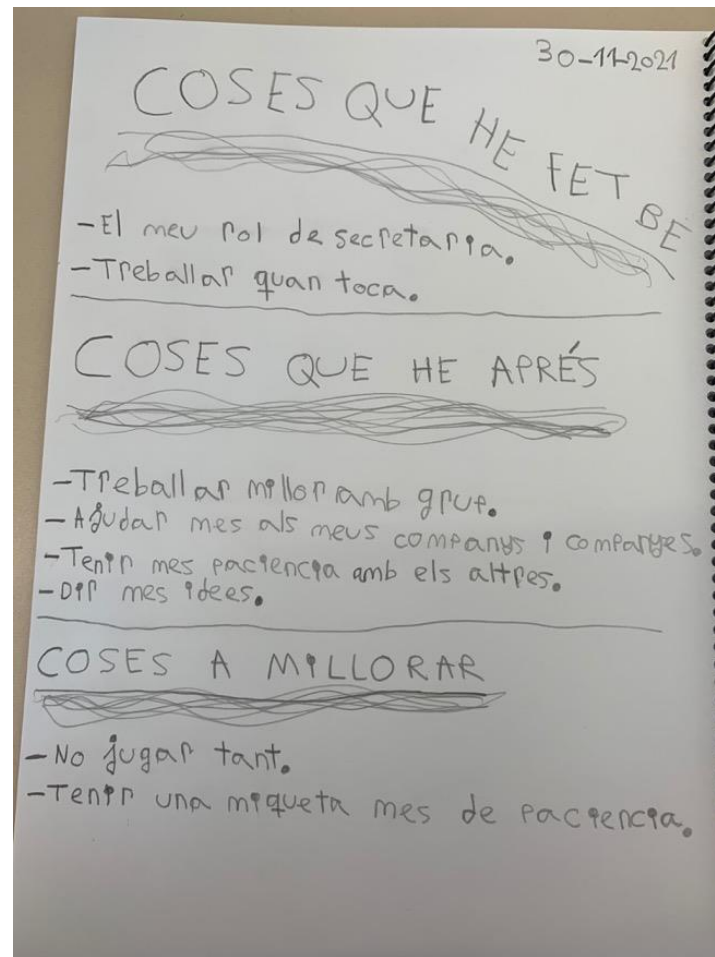 30-11-2021
COSES QUE HE FET BÉ
-El meu rol de secretaria.
-Treballar quan toca.
COSES QUE HE APRÉS
-Treballar millor amb grup.
-Ajudar mes als meus companys i companyes.
-Tenir mes paciencia amb els altres.
-Dir mes idees.
COSES A MILLORAR
-No jugar tant.
-Tenir una miqueta mes de paciencia.